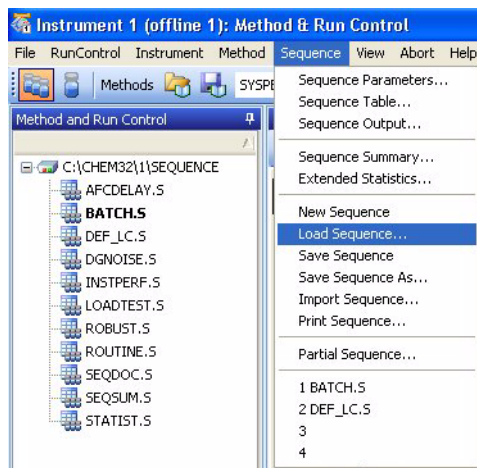 Instrument 1 (offline 1): Method & Run Control
File RunControl Instrument Method Sequence View Abort Help
Methods SYSPE
Method and Run Control
C:\CHEM32\1\SEQUENCE
AFCDELAY.S
BATCH.S
DEF_LC.S
DGNOISE.S
INSTPERF.S
LOADTEST.S
ROBUST.S
ROUTINE.S
SEQDOC.S
SEQSUM.S
STATIST.S
Sequence Parameters...
Sequence Table...
Sequence Output...
Sequence Summary...
Extended Statistics...
New Sequence
Load Sequence...
Save Sequence
Save Sequence As...
Import Sequence...
Print Sequence...
Partial Sequence...
1 BATCH.S
2 DEF_LC.S
3
4